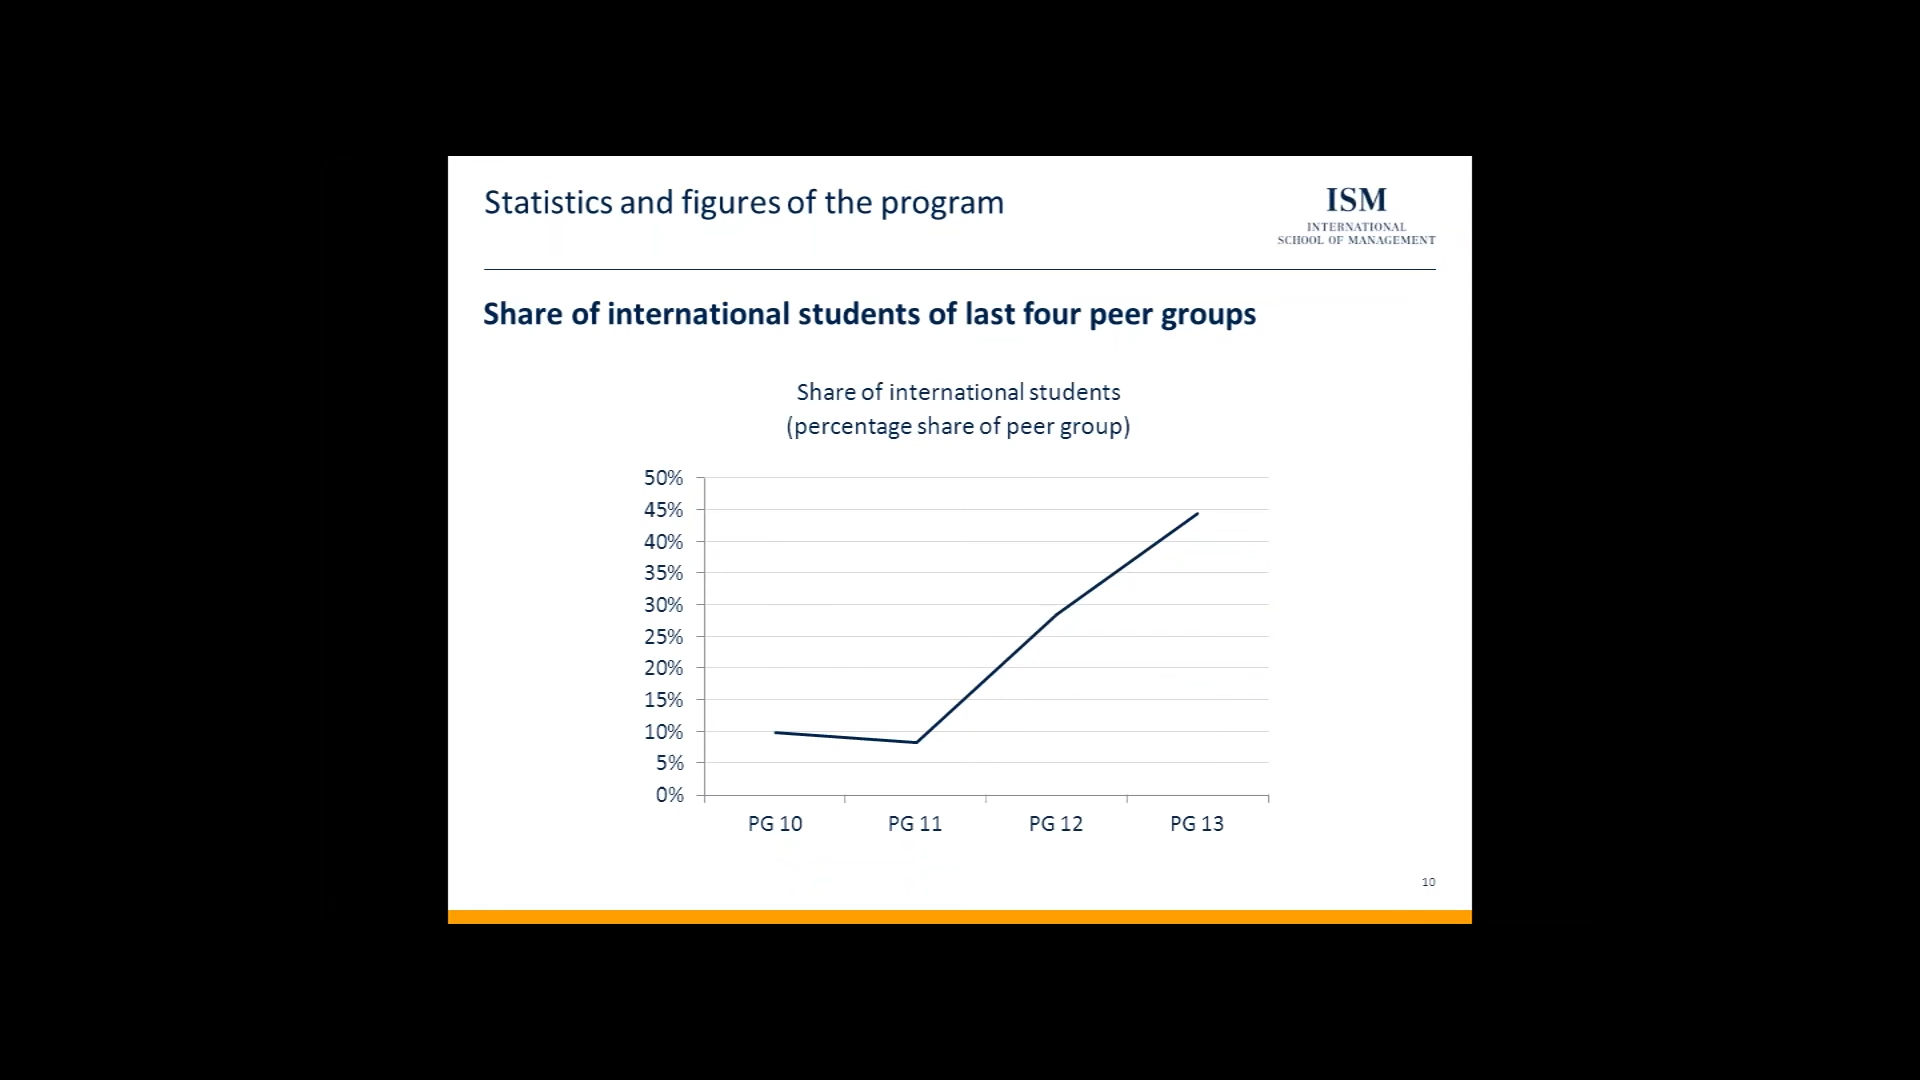 Statistics and figures of the program
ISM
INTERNATIONAL
SCHOOL OF MANAGEMENT
Share of international students of last four peer groups
Share of international students
(percentage share of peer group)
50%
45%
40%
35%
30%
25%
20%
15%
10%
5%
0%
PG 10 PG 11 PG 12 PG 13
10